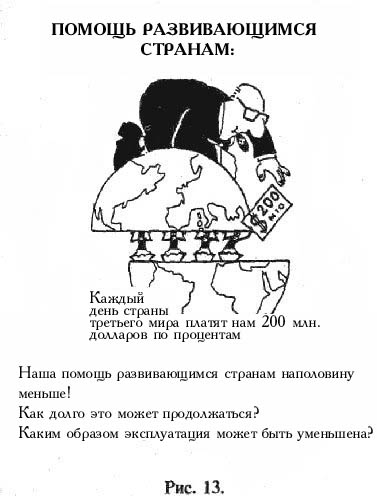 ПОМОЩЬ РАЗВИВАЮЩИМСЯ
СТРАНАМ:
$ 200
MIO
Каждый
день страны
третьего мира платят нам 200 млн.
долларов по процентам
Наша помощь развивающимся странам наполовину
меньше!
Как долго это может продолжаться?
Каким образом эксплуатация может быть уменьшена?
Рис. 13.